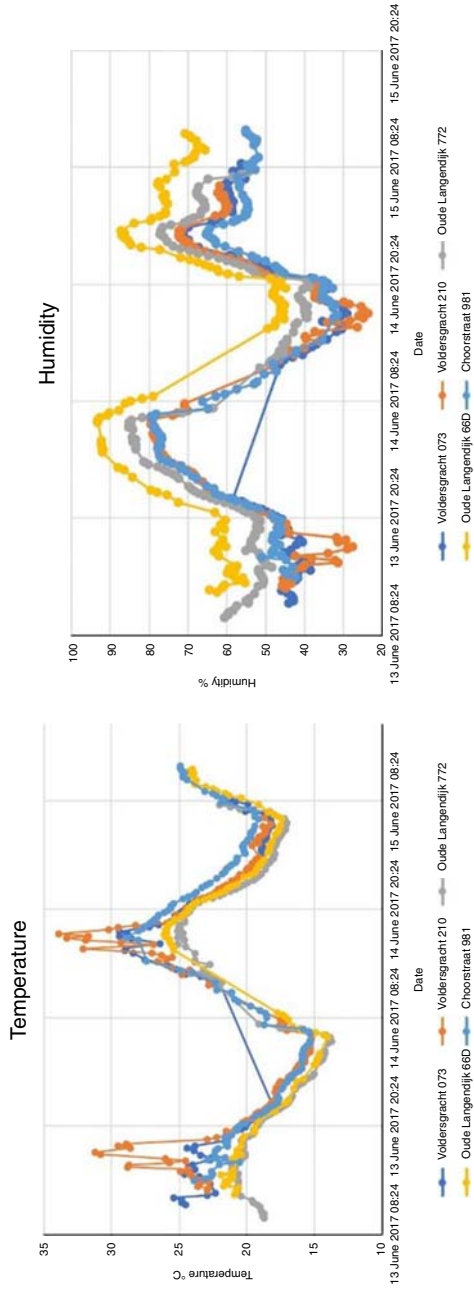 Temperature
35
30
25
20
15
10
Temperature °C
13 June 2017 08:24 13 June 2017 20:24 14 June 2017 08:24 14 June 2017 20:24 15 June 2017 08:24
Date
Voldersgracht 073 Voldersgracht 210 Oude Langendijk 772
Oude Langendijk 66D Choorstraat 981
Humidity
100
90
80
70
60
50
40
30
20
Humidity %
13 June 2017 08:24 13 June 2017 20:24 14 June 2017 08:24 14 June 2017 20:24 15 June 2017 08:24 15 June 2017 20:24
Date
Voldersgracht 073 Voldersgracht 210 Oude Langendijk 772
Oude Langendijk 66D Choorstraat 981